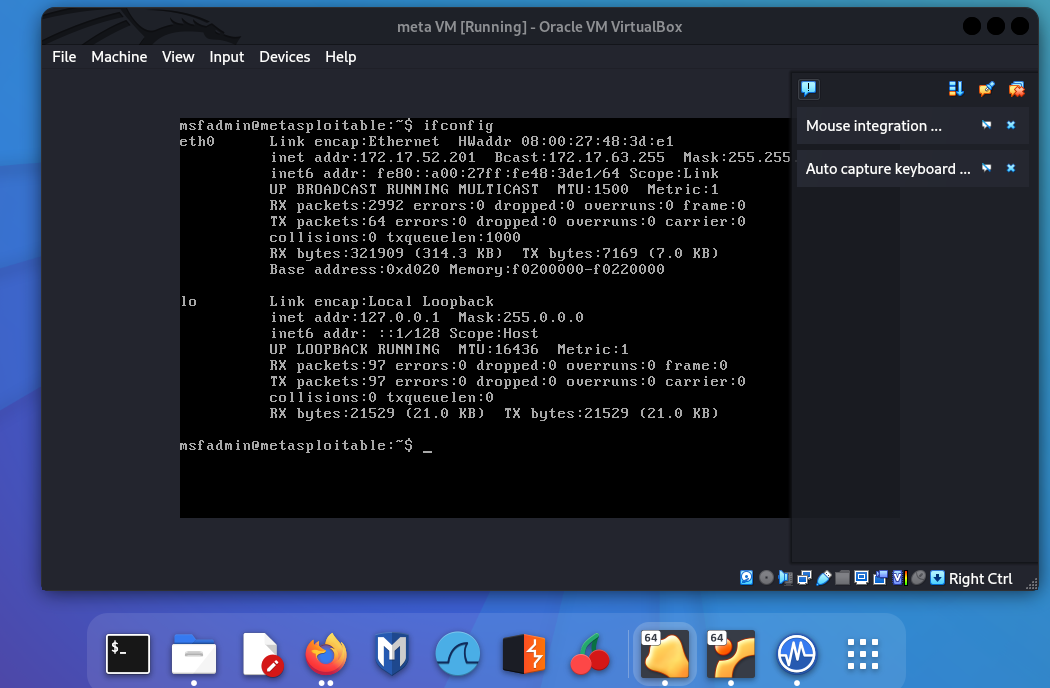 meta VM [Running] - Oracle VM VirtualBox
File Machine View Input Devices Help
Mouse integration ...
Auto capture keyboard ...
msfadmin@metasploitable:~$ ifconfig
eth0 Link encap:Ethernet HWaddr 08:00:27:48:3d:e1
inet addr:172.17.52.201 Bcast:172.17.63.255 Mask:255.255
inet6 addr: fe80::a00:27ff:fe48:3de1/64 Scope:Link
UP BROADCAST RUNNING MULTICAST MTU:1500 Metric:1
RX packets:2992 errors:0 dropped:0 overruns:0 frame:0
TX packets:64 errors:0 dropped:0 overruns:0 carrier:0
collisions:0 txqueuelen:1000
RX bytes:321909 (314.3 KB) TX bytes:7169 (7.0 KB)
Base address:0xd020 Memory:f0200000-f0220000
lo Link encap:Local Loopback
inet addr:127.0.0.1 Mask:255.0.0.0
inet6 addr: ::1/128 Scope:Host
UP LOOPBACK RUNNING MTU:16436 Metric:1
RX packets:97 errors:0 dropped:0 overruns:0 frame:0
TX packets:97 errors:0 dropped:0 overruns:0 carrier:0
collisions:0 txqueuelen:0
RX bytes:21529 (21.0 KB) TX bytes:21529 (21.0 KB)
msfadmin@metasploitable:~$ _
Right Ctrl
$_
64
64